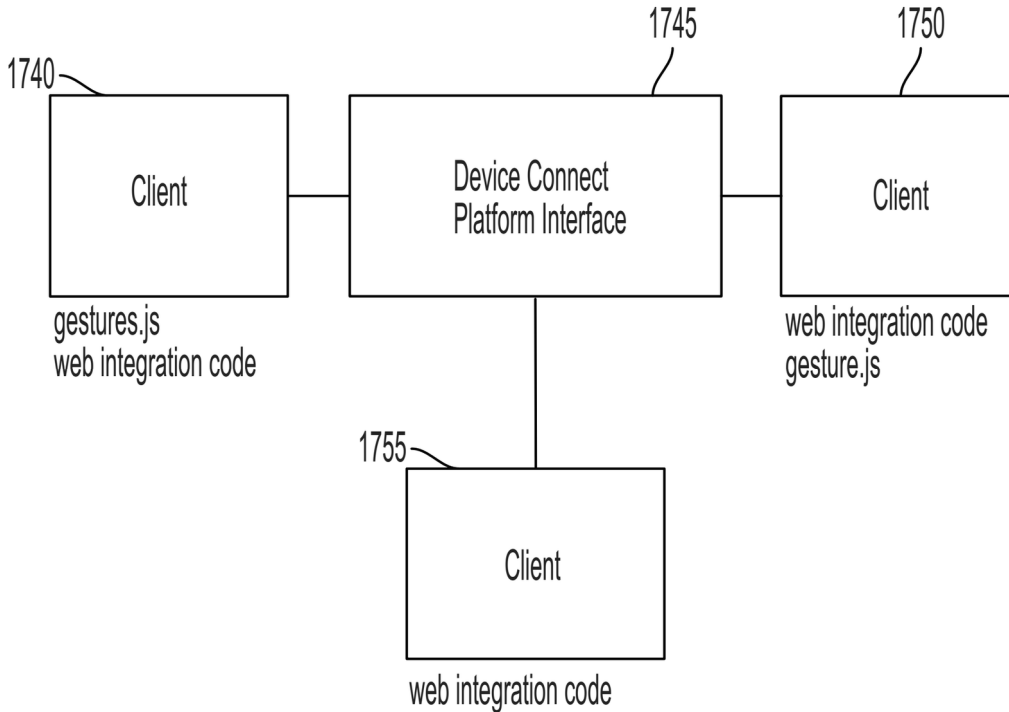 1745
1750
1740
Client
Device Connect
Platform Interface
Client
gestures.js
web integration code
web integration code
gesture.js
1755
Client
web integration code